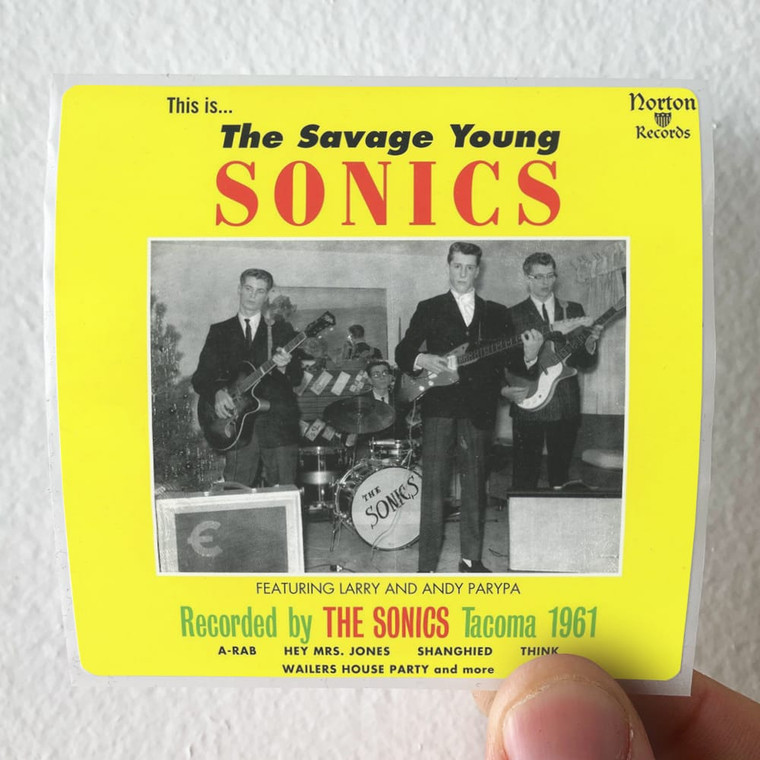 This is...
Norton
Records
The Savage Young
SONICS
THE
SONICS
€
FEATURING LARRY AND ANDY PARYPA
Recorded by THE SONICS Tacoma 1961
A-RAB HEY MRS. JONES SHANGHIED THINK
WAILERS HOUSE PARTY and more